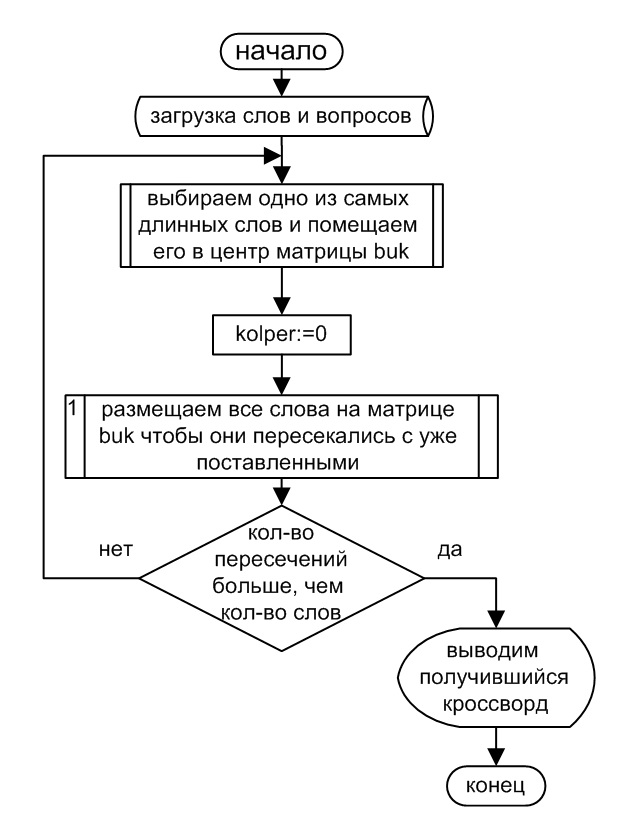 начало
загрузка слов и вопросов
выбираем одно из самых
длинных слов и помещаем
его в центр матрицы buk
kolper:=0
1
размещаем все слова на матрице
buk чтобы они пересекались с уже
поставленными
кол-во
пересечений
больше, чем
кол-во слов
нет
да
выводим
получившийся
кроссворд
конец